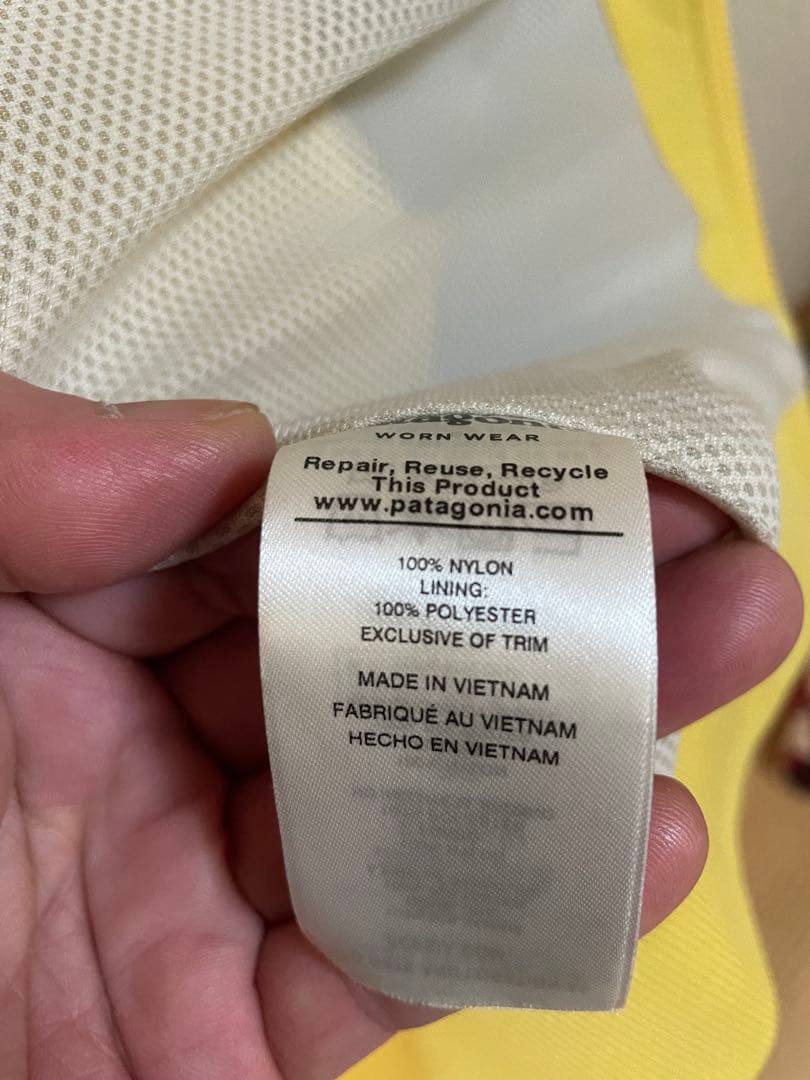 WORN WEAR
Repair, Reuse, Recycle
This Product
www.patagonia.com
100% NYLON
LINING:
100% POLYESTER
EXCLUSIVE OF TRIM
MADE IN VIETNAM
FABRIQUÉ AU VIETNAM
HECHO EN VIETNAM